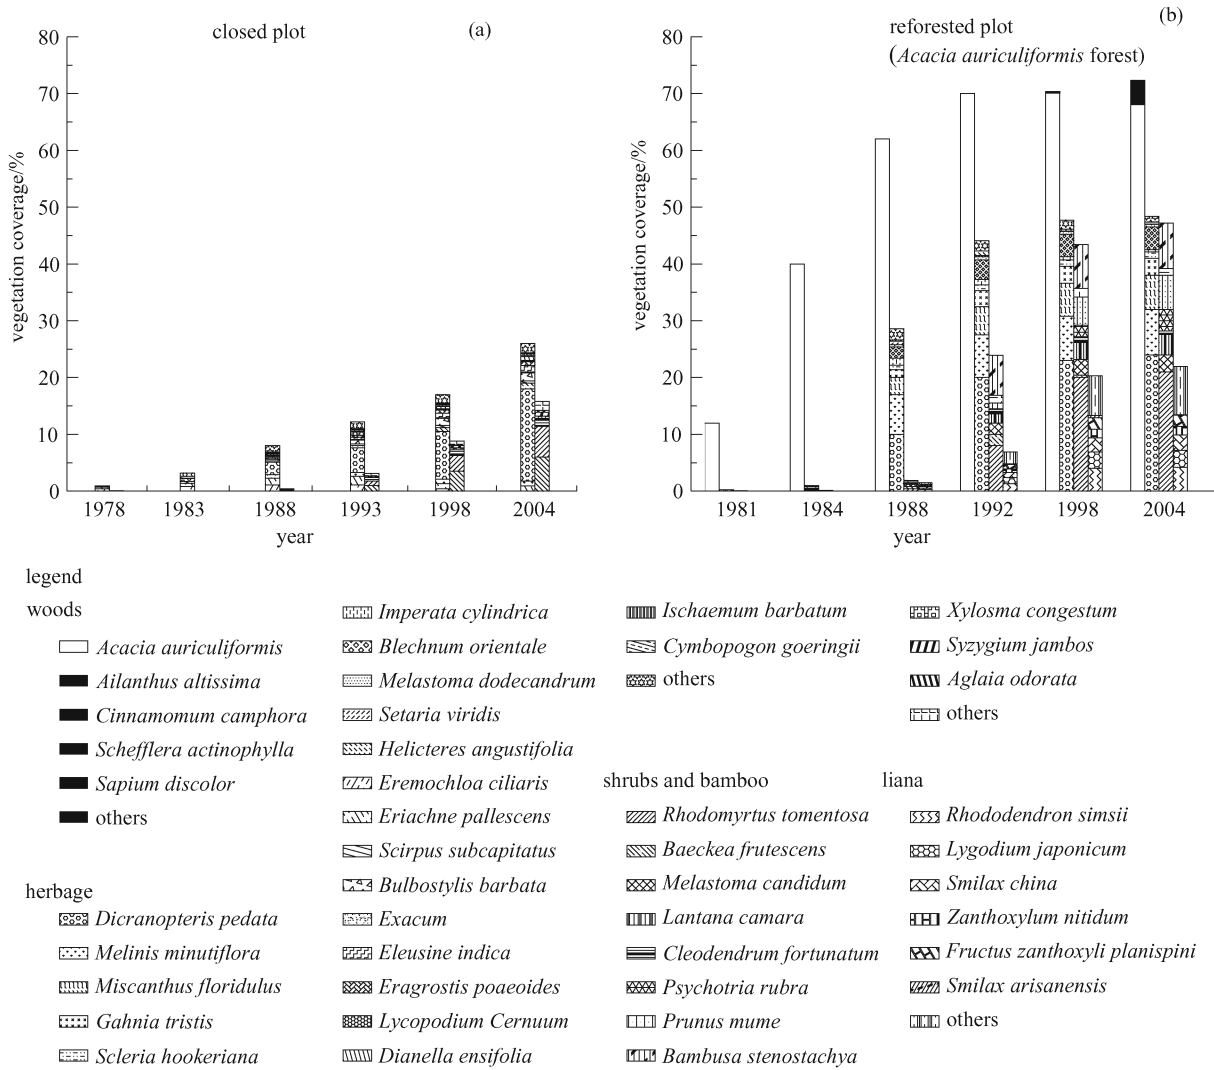 closed plot
(a)
vegetation coverage/%
80
70
60
50
40
30
20
10
0
1978
1983
1988
1993
1998
2004
year
reforested plot
(Acacia auriculiformis forest)
(b)
vegetation coverage/%
80
70
60
50
40
30
20
10
0
1981
1984
1988
1992
1998
2004
year
legend
woods
Acacia auriculiformis
Ailanthus altissima
Cinnamomum camphora
Schefflera actinophylla
Sapium discolor
others
herbage
Dicranopteris pedata
Melinis minutiflora
Miscanthus floridulus
Gahnia tristis
Scleria hookeriana
Imperata cylindrica
Blechnum orientale
Melastoma dodecandrum
Setaria viridis
Helicteres angustifolia
Eremochloa ciliaris
Eriachne pallescens
Scirpus subcapitatus
Bulbostylis barbata
Exacum
Eleusine indica
Eragrostis poaeoides
Lycopodium Cernuum
Dianella ensifolia
Ischaemum barbatum
Cymbopogon goeringii
others
shrubs and bamboo
Rhodomyrtus tomentosa
Baeckea frutescens
Melastoma candidum
Lantana camara
Cleodendrum fortunatum
Psychotria rubra
Prunus mume
Bambusa stenostachya
Xylosma congestum
Syzygium jambos
Aglaia odorata
others
liana
Rhododendron simsii
Lygodium japonicum
Smilax china
Zanthoxylum nitidum
Fructus zanthoxyli planispini
Smilax arisanensis
others